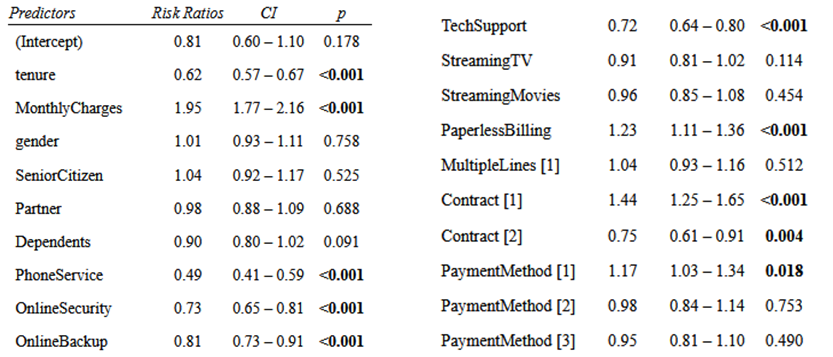 Predictors Risk Ratios CI p
(Intercept) 0.81 0.60 – 1.10 0.178
tenure 0.62 0.57 – 0.67 <0.001
MonthlyCharges 1.95 1.77 – 2.16 <0.001
gender 1.01 0.93 – 1.11 0.758
SeniorCitizen 1.04 0.92 – 1.17 0.525
Partner 0.98 0.88 – 1.09 0.688
Dependents 0.90 0.80 – 1.02 0.091
PhoneService 0.49 0.41 – 0.59 <0.001
OnlineSecurity 0.73 0.65 – 0.81 <0.001
OnlineBackup 0.81 0.73 – 0.91 <0.001
TechSupport 0.72 0.64 – 0.80 <0.001
StreamingTV 0.91 0.81 – 1.02 0.114
StreamingMovies 0.96 0.85 – 1.08 0.454
PaperlessBilling 1.23 1.11 – 1.36 <0.001
MultipleLines [1] 1.04 0.93 – 1.16 0.512
Contract [1] 1.44 1.25 – 1.65 <0.001
Contract [2] 0.75 0.61 – 0.91 0.004
PaymentMethod [1] 1.17 1.03 – 1.34 0.018
PaymentMethod [2] 0.98 0.84 – 1.14 0.753
PaymentMethod [3] 0.95 0.81 – 1.10 0.490